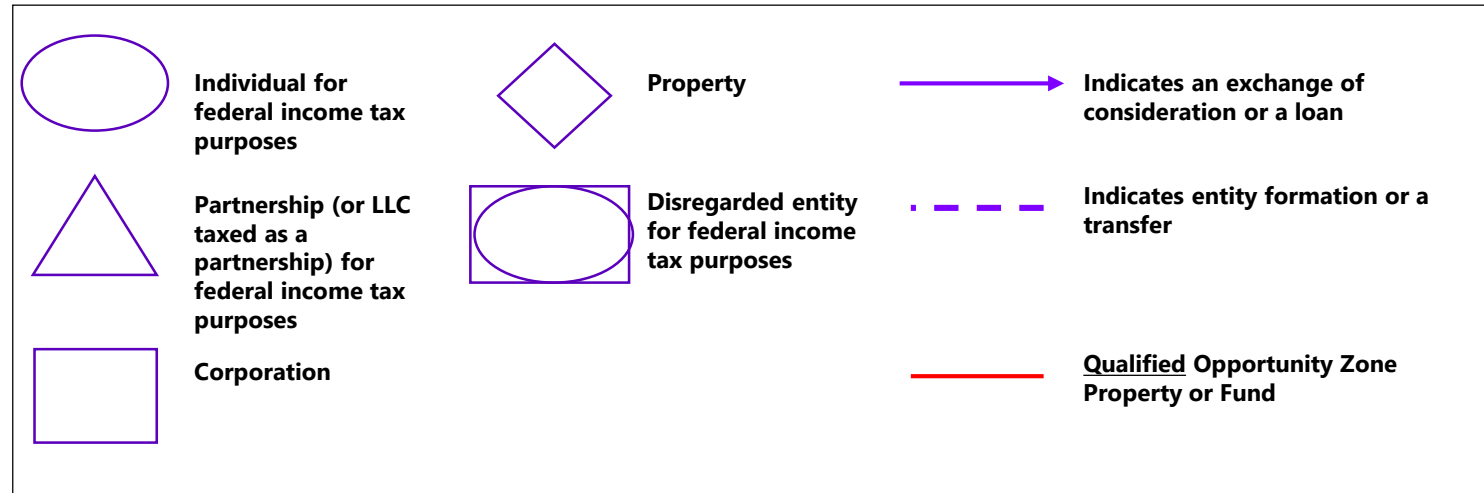 Individual for
federal income tax
purposes
Property
Indicates an exchange of
consideration or a loan
Partnership (or LLC
taxed as a
partnership) for
federal income tax
purposes
Disregarded entity
for federal income
tax purposes
Indicates entity formation or a
transfer
Corporation
Qualified Opportunity Zone
Property or Fund